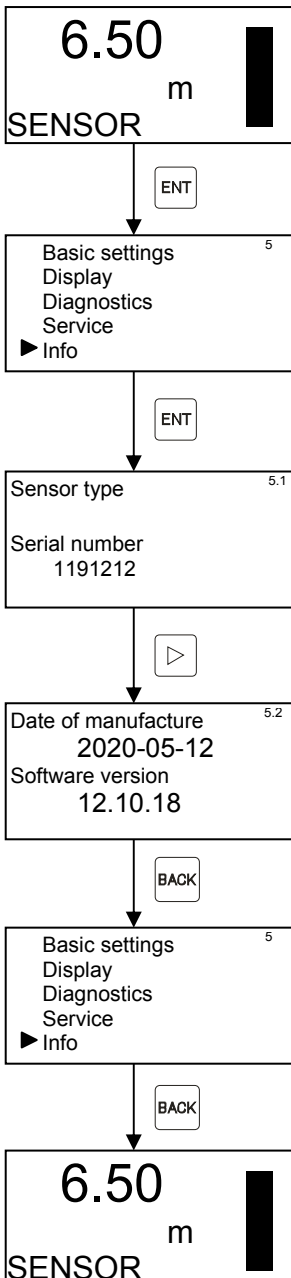 6.50
m
SENSOR
ENT
Basic settings 5
Display
Diagnostics
Service
Info
ENT
Sensor type 5.1
Serial number
1191212
Date of manufacture 5.2
2020-05-12
Software version
12.10.18
BACK
Basic settings 5
Display
Diagnostics
Service
Info
BACK
6.50
m
SENSOR